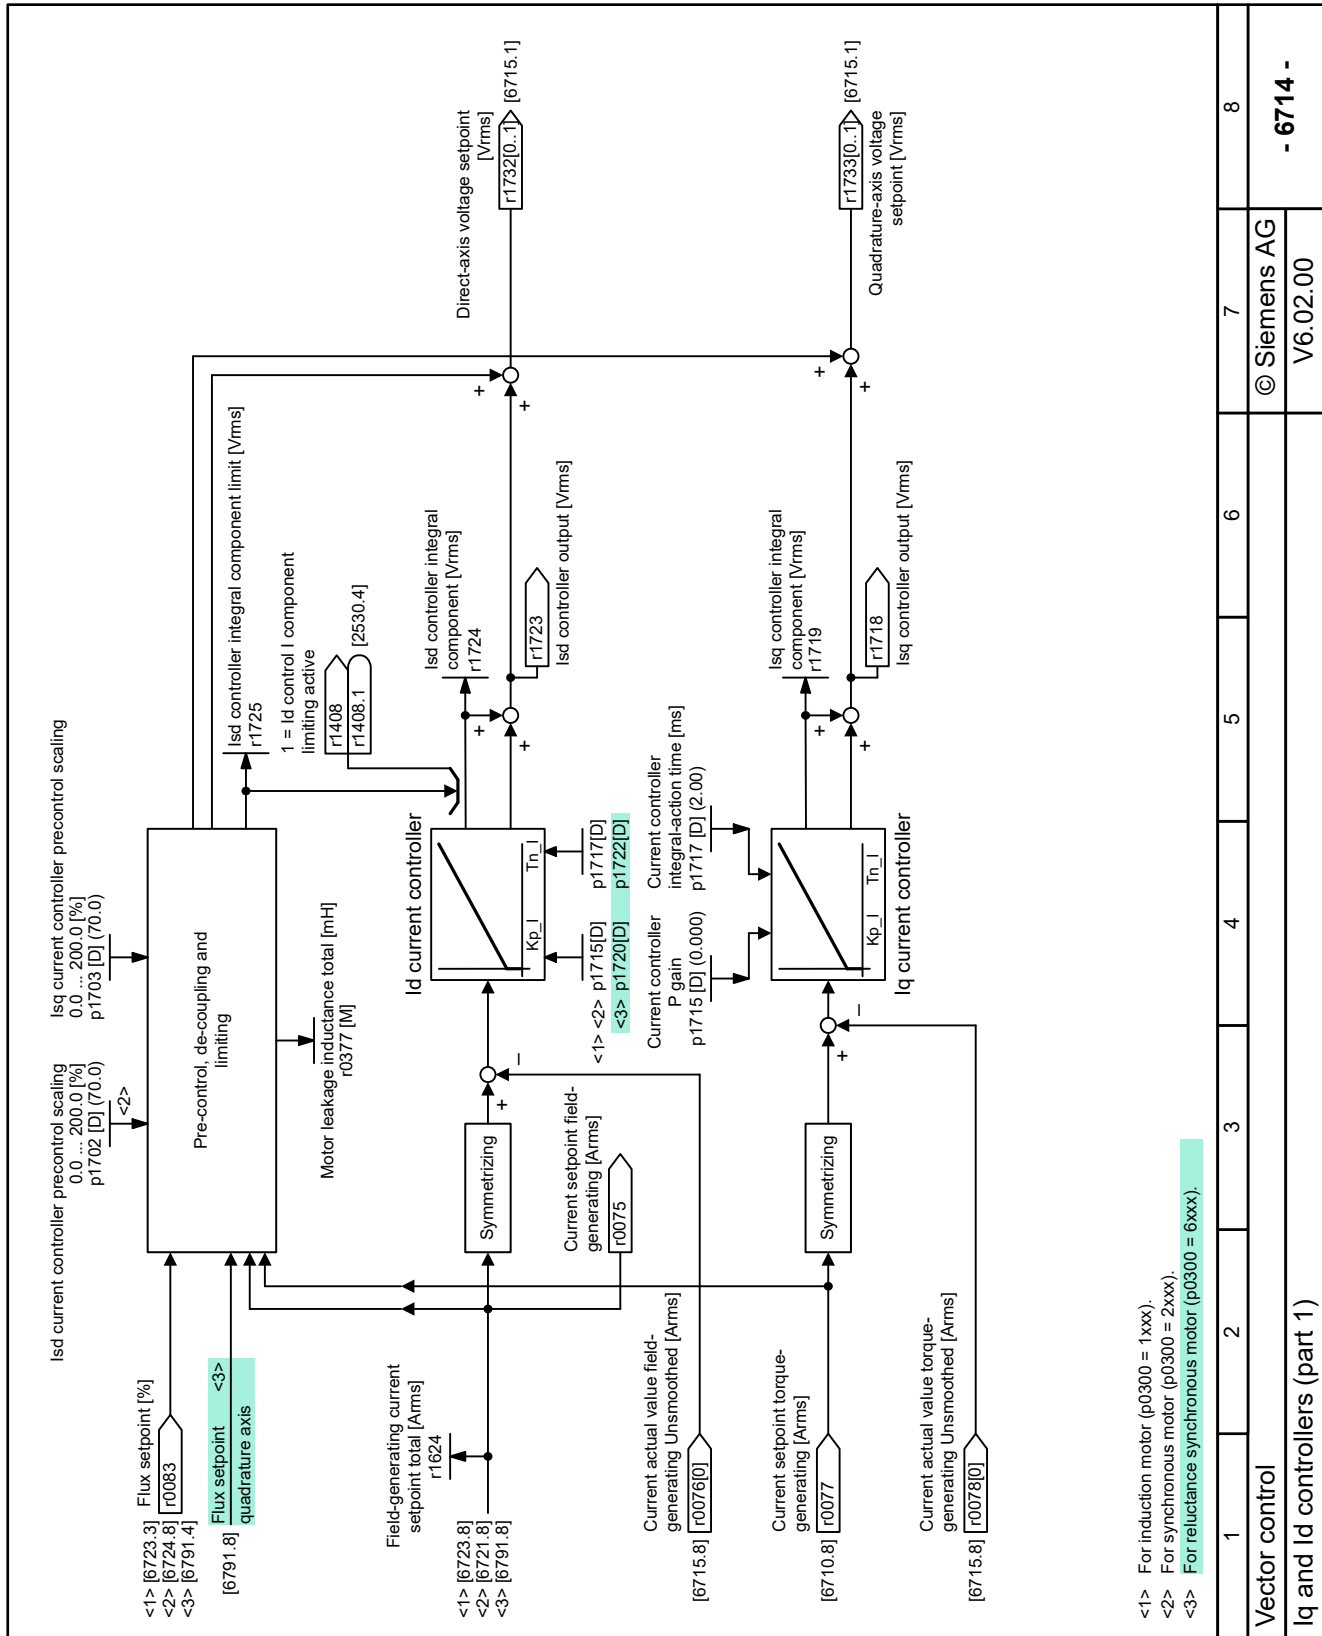 Isd current controller precontrol scaling
0.0 ... 200.0 [%]
p1702 [D] (70.0)
<2>
Isq current controller precontrol scaling
0.0 ... 200.0 [%]
p1703 [D] (70.0)
Flux setpoint [%]
<1> [6723.3]
<2> [6724.8]
<3> [6791.4]
r0083
Flux setpoint <3>
quadrature axis
[6791.8]
Pre-control, de-coupling and
limiting
Motor leakage inductance total [mH]
r0377 [M]
Isd controller integral component limit [Vrms]
r1725
1 = Id control I component
limiting active
r1408
r1408.1
[2530.4]
Field-generating current
setpoint total [Arms]
r1624
<1> [6723.8]
<2> [6721.8]
<3> [6791.8]
Symmetrizing
+
–
Current setpoint field-
generating [Arms]
r0075
Id current controller
Kp_I Tn_I
<1> <2> p1715[D]
p1717[D]
<3> p1720[D]
p1722[D]
Isd controller integral
component [Vrms]
r1724
+
+
r1723
Isd controller output [Vrms]
+
+
Direct-axis voltage setpoint
[Vrms]
r1732[0..1]
[6715.1]
Current actual value field-
generating Unsmoothed [Arms]
[6715.8]
r0076[0]
Current setpoint torque-
generating [Arms]
[6710.8]
r0077
Symmetrizing
+
–
Current controller
P gain
p1715 [D] (0.000)
Current controller
integral-action time [ms]
p1717 [D] (2.00)
Kp_I Tn_I
Iq current controller
Isq controller integral
component [Vrms]
r1719
+
+
r1718
Isq controller output [Vrms]
+
+
r1733[0..1]
[6715.1]
Quadrature-axis voltage
setpoint [Vrms]
Current actual value torque-
generating Unsmoothed [Arms]
[6715.8]
r0078[0]
<1> For induction motor (p0300 = 1xxx).
<2> For synchronous motor (p0300 = 2xxx).
<3> For reluctance synchronous motor (p0300 = 6xxx).
1 2 3 4 5 6 7 8
Vector control
© Siemens AG
- 6714 -
Iq and Id controllers (part 1)
V6.02.00